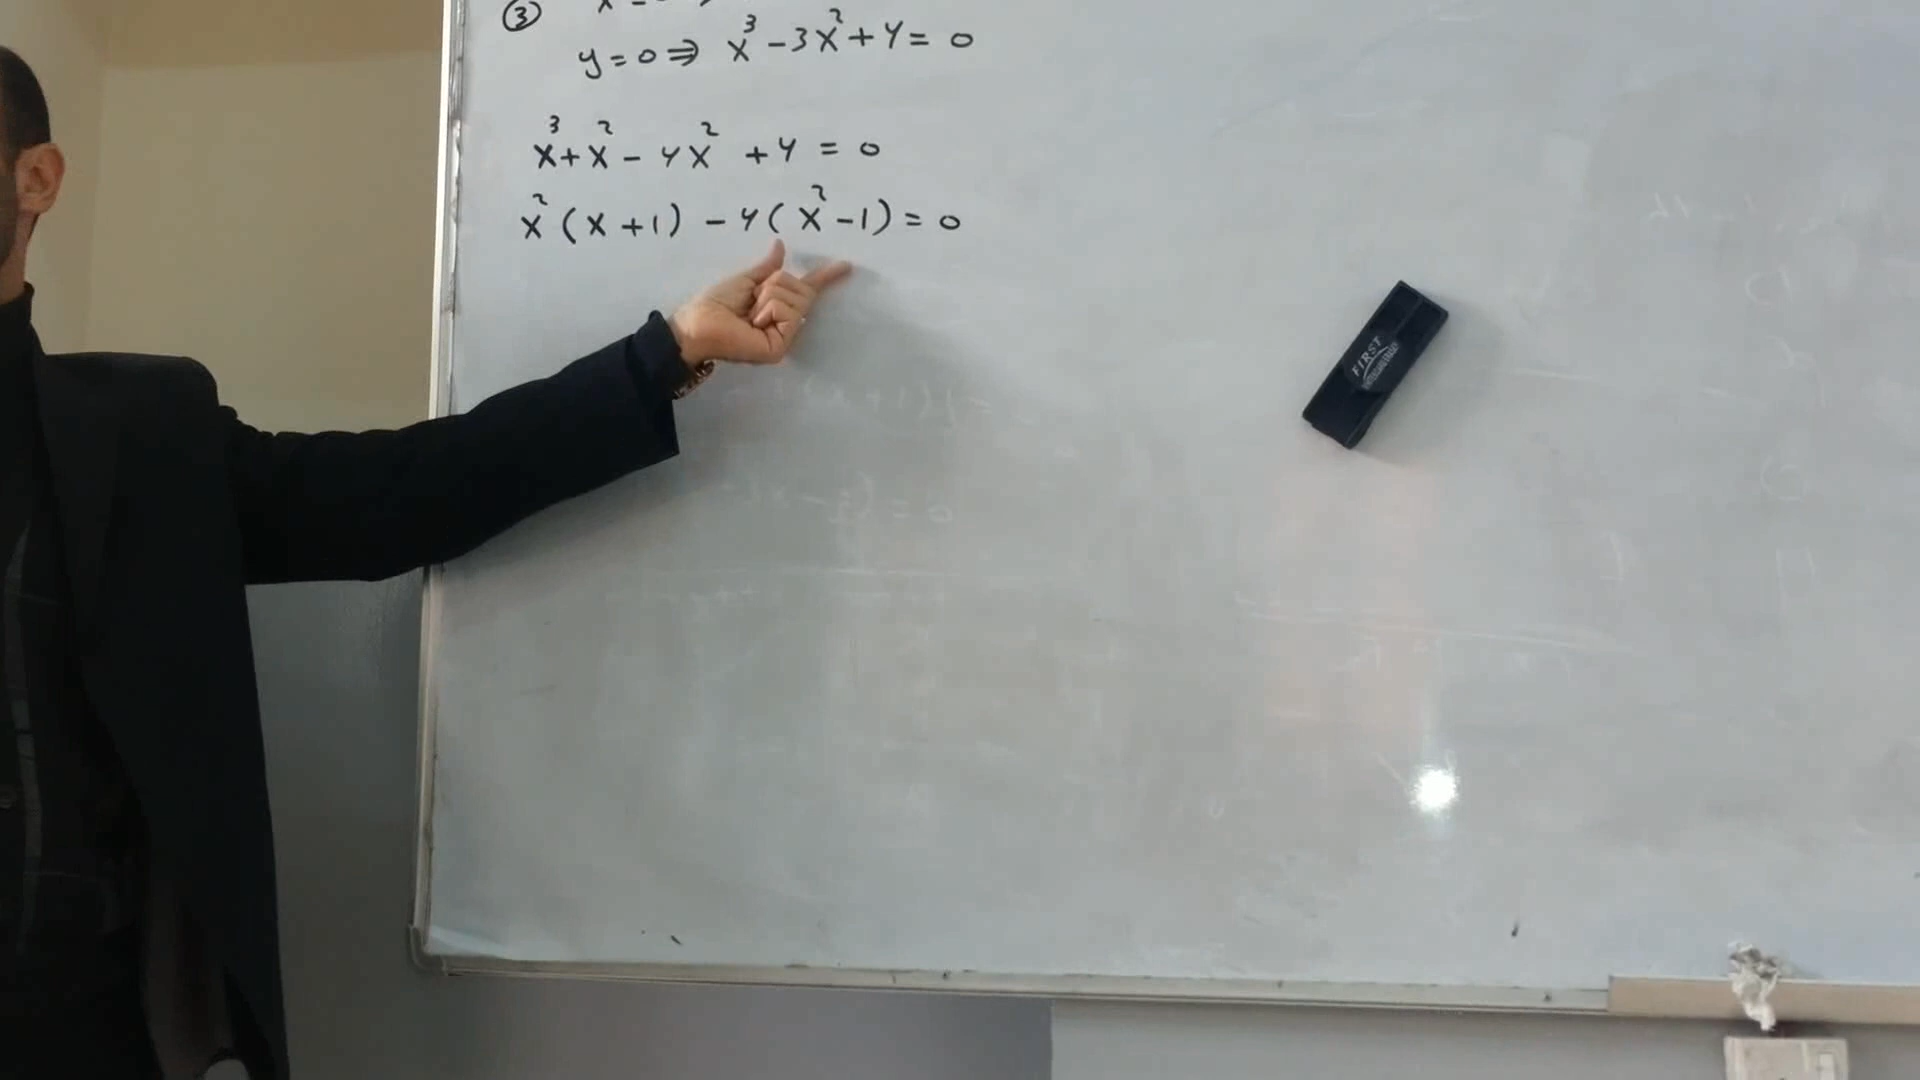 ③
y=0⇒ x³-3x²+4=0
x³+x²-4x²+4=0
x²(x+1)-4(x²-1)=0
FIRST